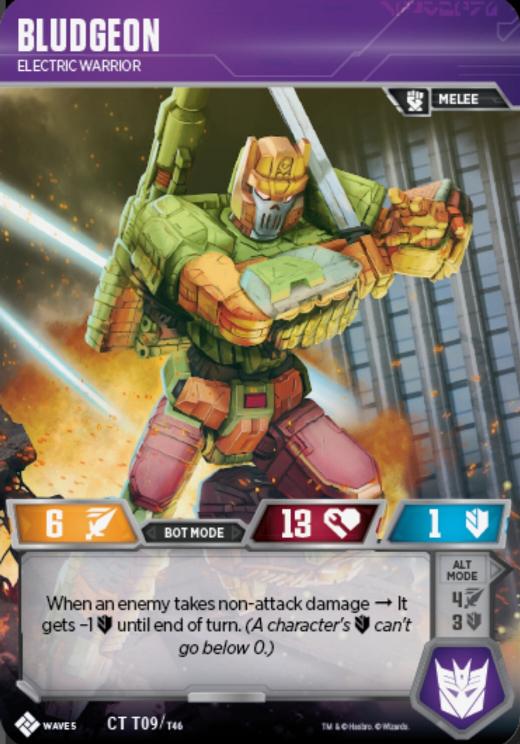 BLUDGEON
ELECTRIC WARRIOR
MELEE
6
BOT MODE
13
1
When an enemy takes non-attack damage → It
gets -1 until end of turn. (A character's can't
go below 0.)
ALT
MODE
4
3
WAVE 5
CT T09/T46
TM & © Hasbro. © Wizards.